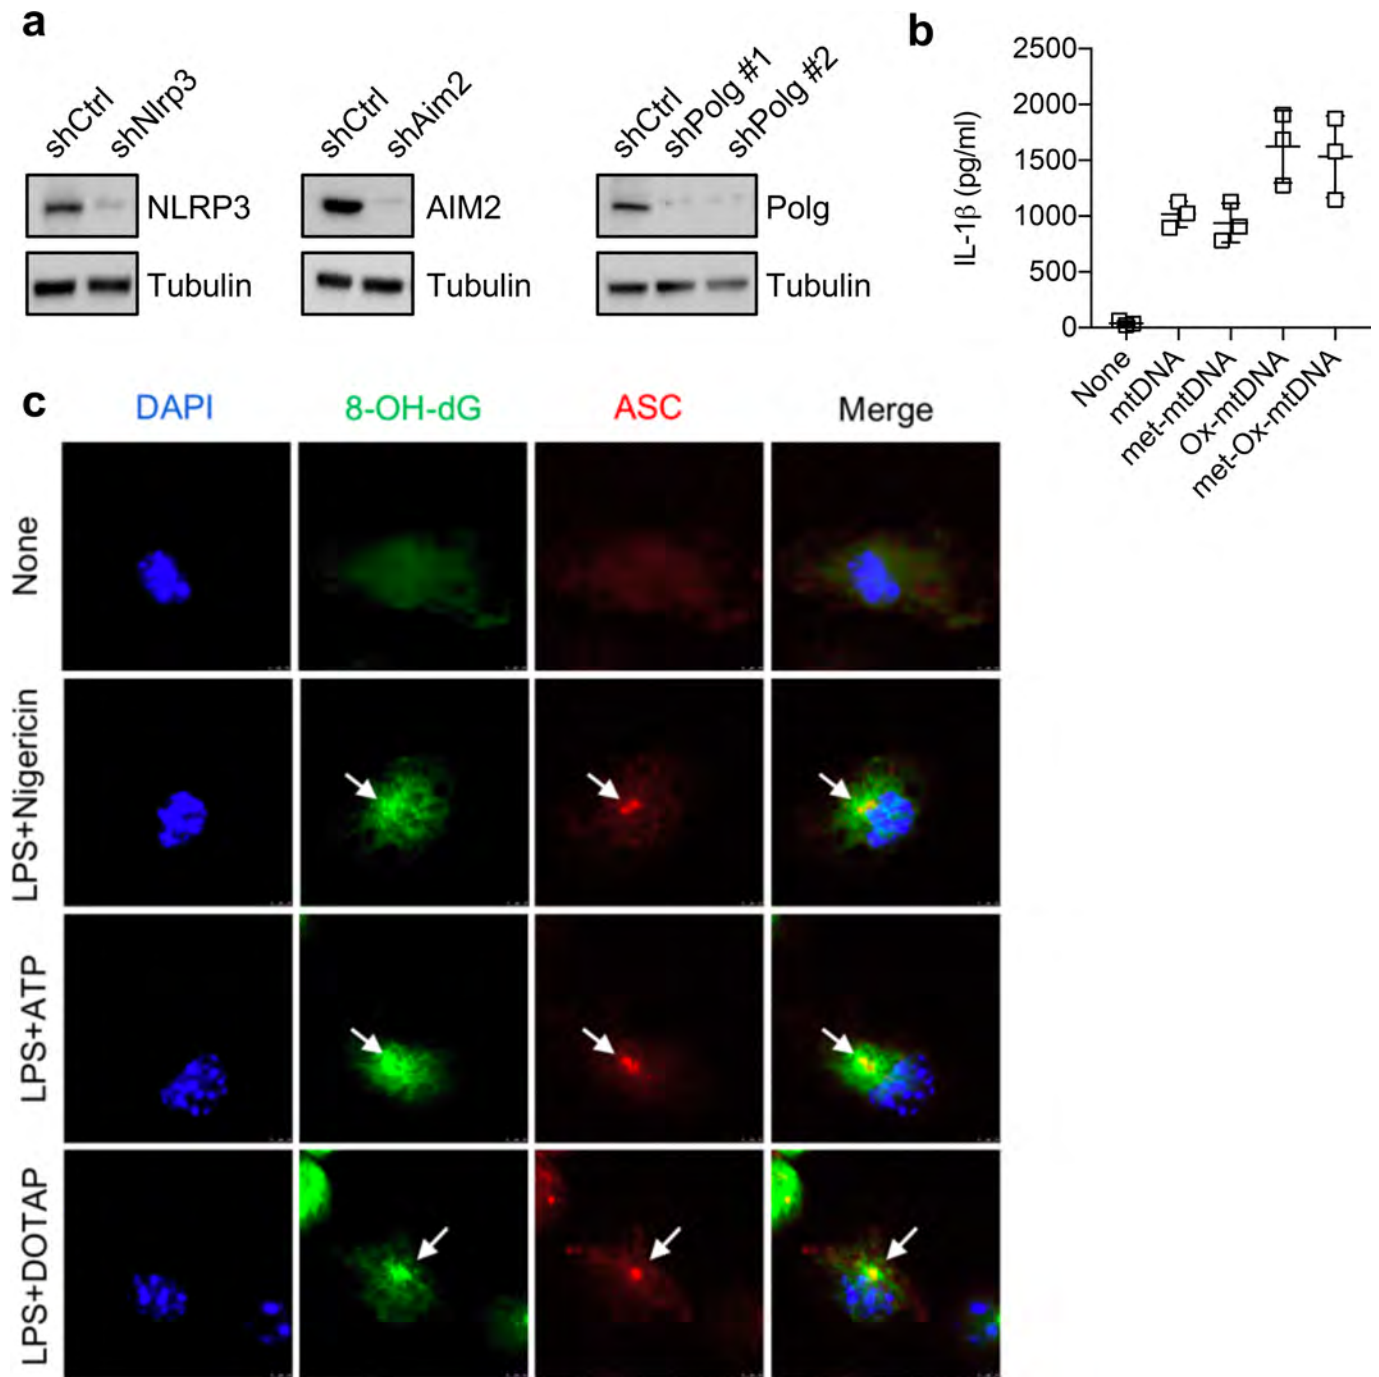 a
shCtrl
shNlrp3
NLRP3
Tubulin
shCtrl
shAim2
AIM2
Tubulin
shCtrl
shPolg #1
shPolg #2
Polg
Tubulin
b
IL-1β (pg/ml)
2500
2000
1500
1000
500
0
None
mtDNA
met-mtDNA
Ox-mtDNA
met-Ox-mtDNA
c
DAPI 8-OH-dG ASC Merge
None
LPS+Nigericin
LPS+ATP
LPS+DOTAP